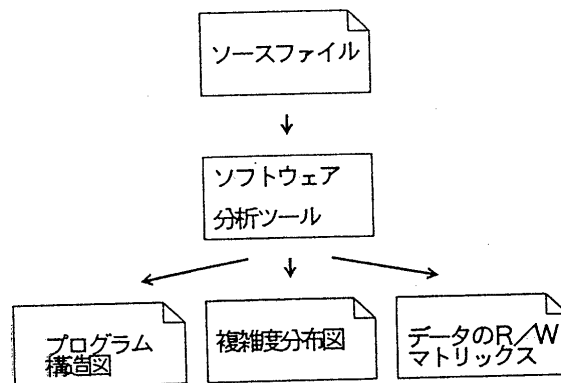 ソースファイル
ソフトウェア
分析ツール
プログラム
構造図
複雑度分布図
データのR/W
マトリックス